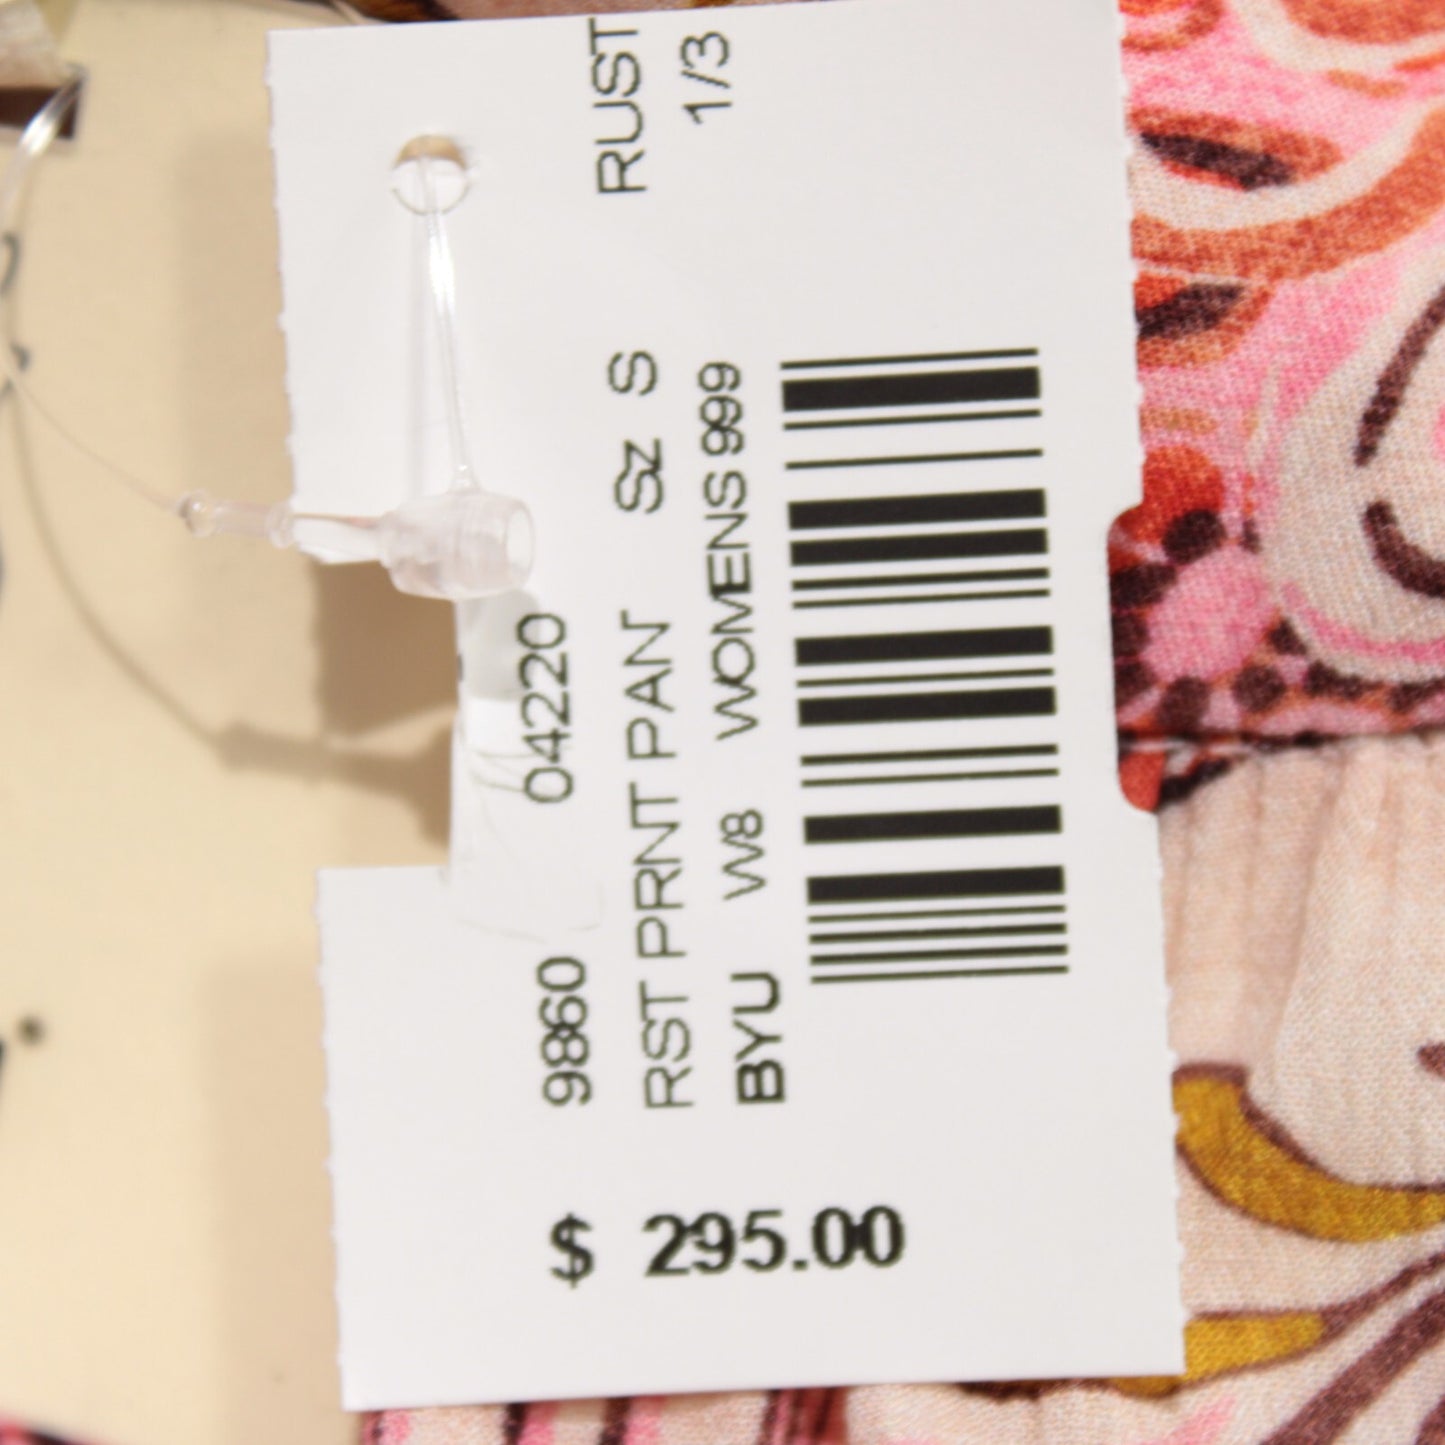 9860 04220
RST PRNT PAN Sz S RUST
BYU W8 WOMENS 999 1/3
$ 295.00